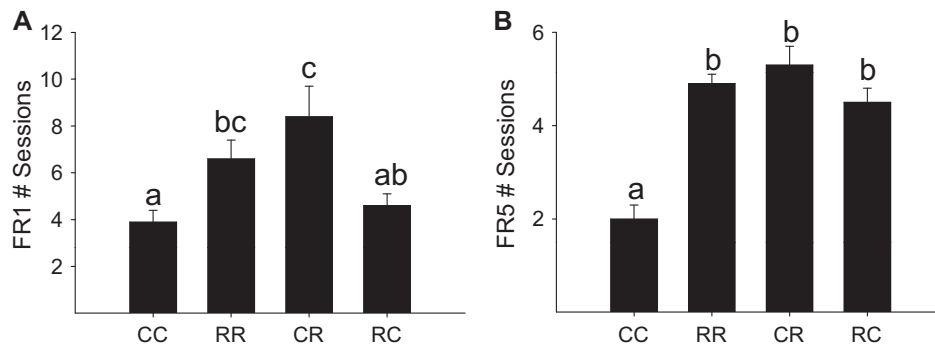 A
FR1 # Sessions
12
10
8
6
4
2
a
bc
c
ab
CC RR CR RC
B
FR5 # Sessions
6
4
2
a
b
b
b
CC RR CR RC